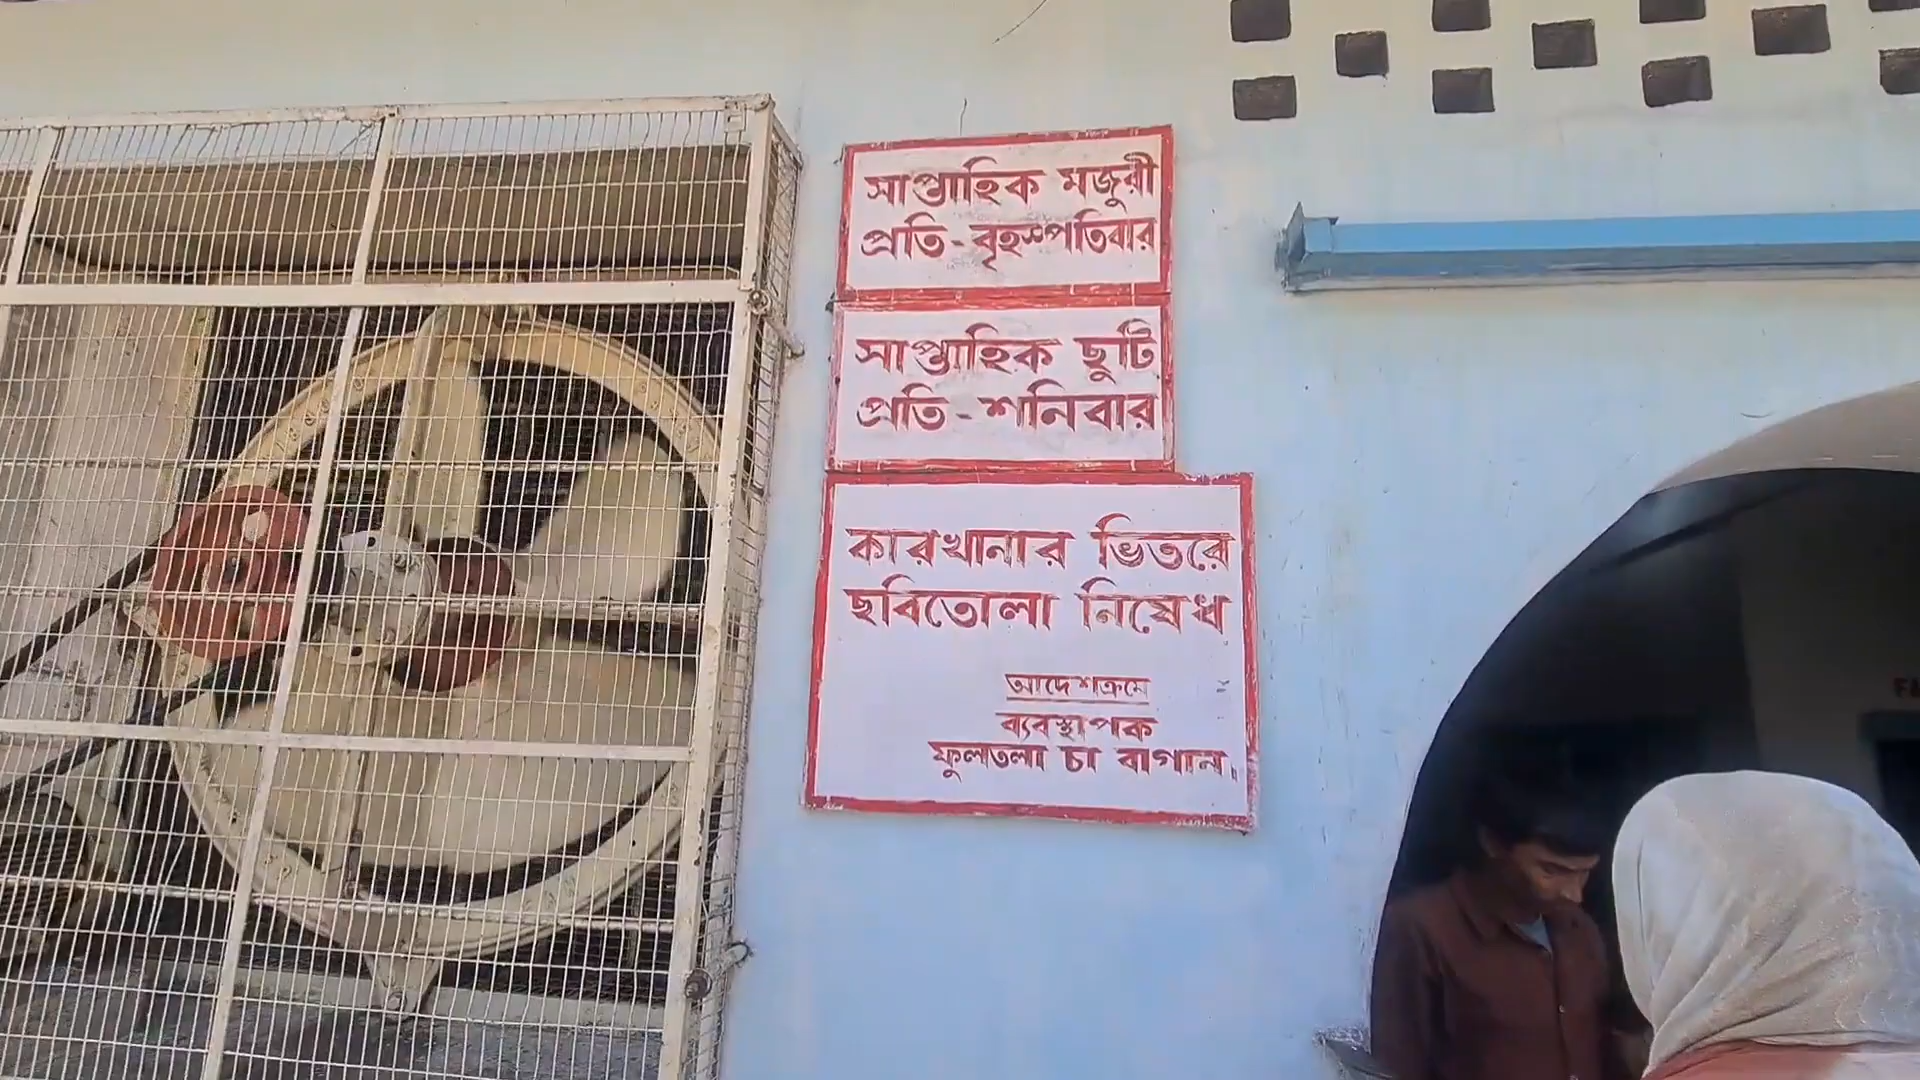 সাপ্তাহিক মজুরী
প্রতি - বৃহস্পতিবার
সাপ্তাহিক ছুটি
প্রতি - শনিবার
কারখানার ভিতরে
ছবিতোলা নিষেধ
আদেশক্রমে
ব্যবস্থাপক
ফুলতলা চা বাগান।